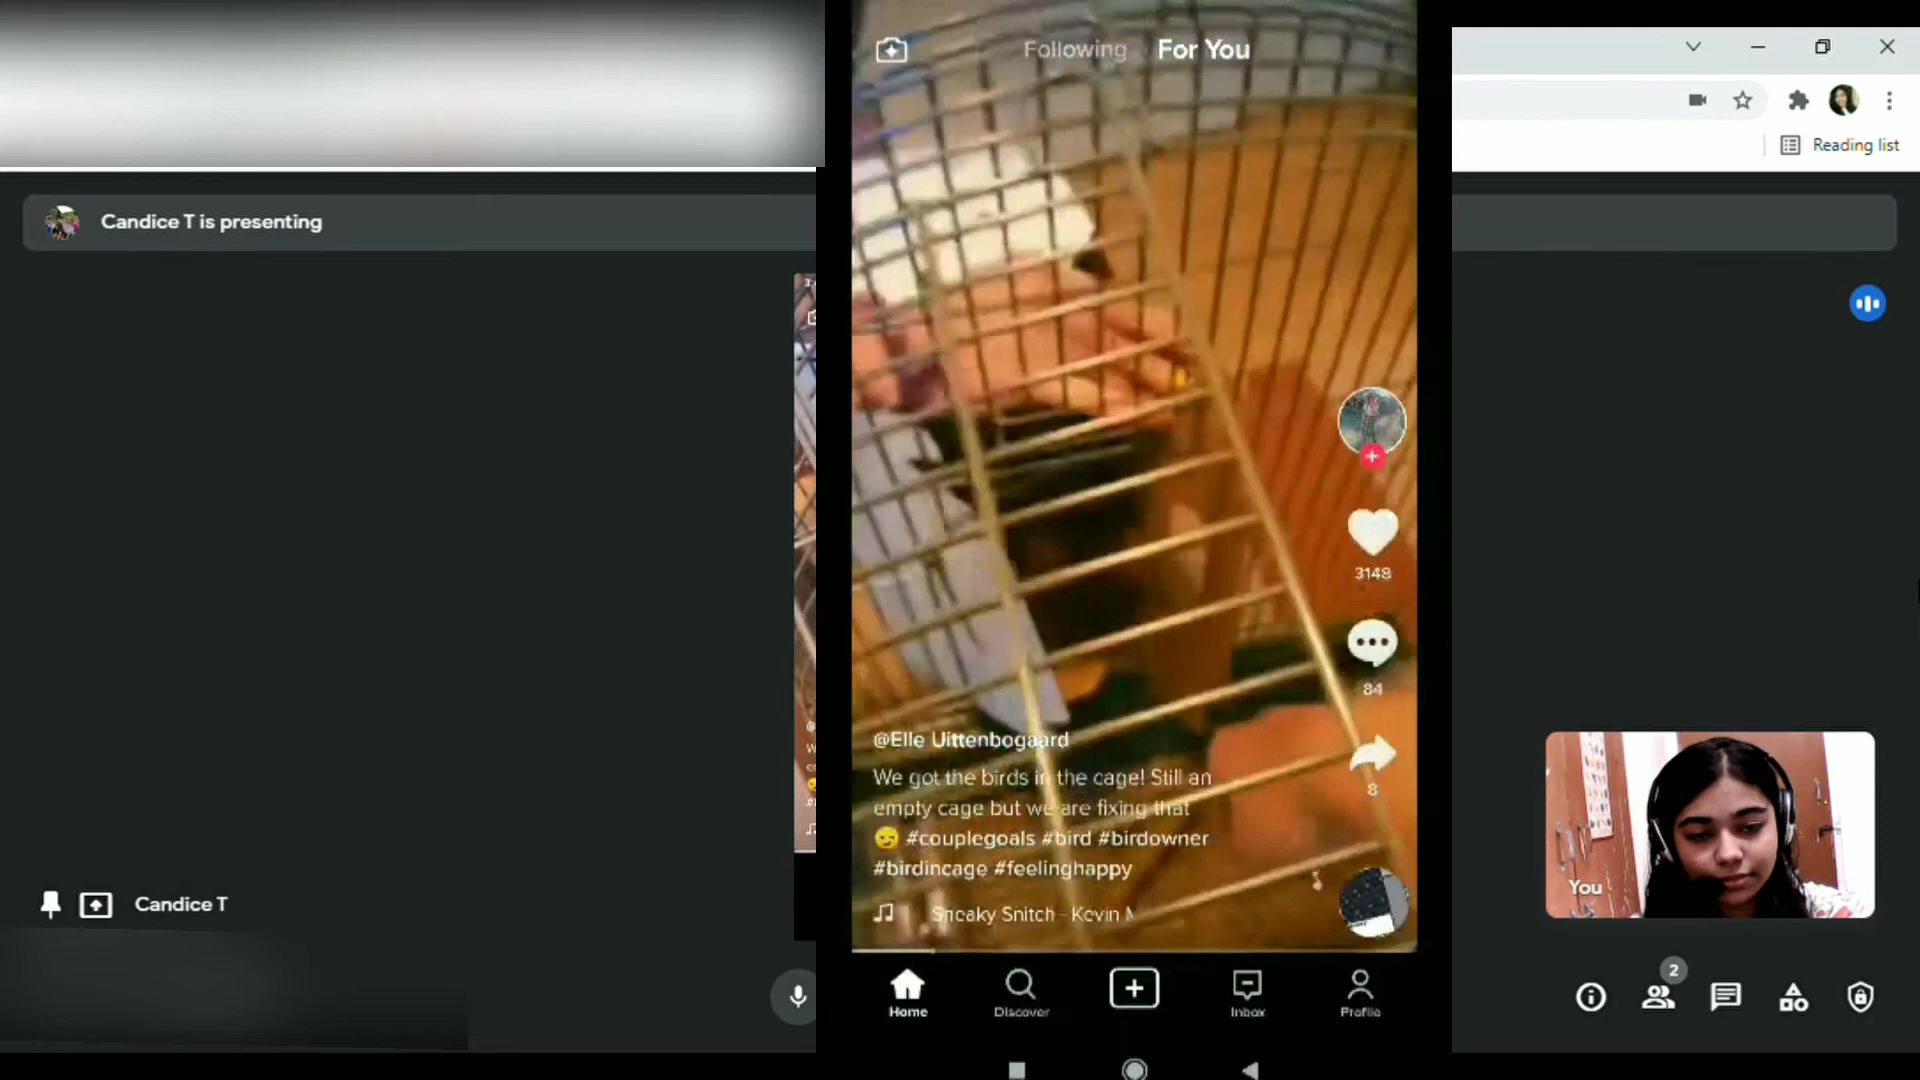 Following For You
Reading list
Candice T is presenting
3148
84
@Elle Uittenbogaard
We got the birds in the cage! Still an
empty cage but we are fixing that
😏 #couplegoals #bird #birdowner
#birdincage #feelinghappy
8
Sneaky Snitch - Kevin M
You
Candice T
2
Home
Discover
Inbox
Profile